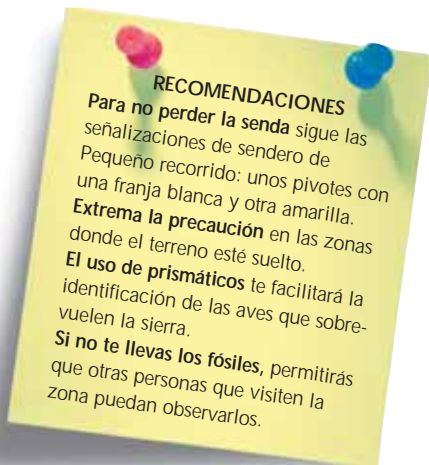 RECOMENDACIONES
Para no perder la senda sigue las
señalizaciones de sendero de
Pequeño recorrido: unos pivotes con
una franja blanca y otra amarilla.
Extrema la precaución en las zonas
donde el terreno esté suelto.
El uso de prismáticos te facilitará la
identificación de las aves que sobre-
vuelen la sierra.
Si no te llevas los fósiles, permitirás
que otras personas que visiten la
zona puedan observarlos.